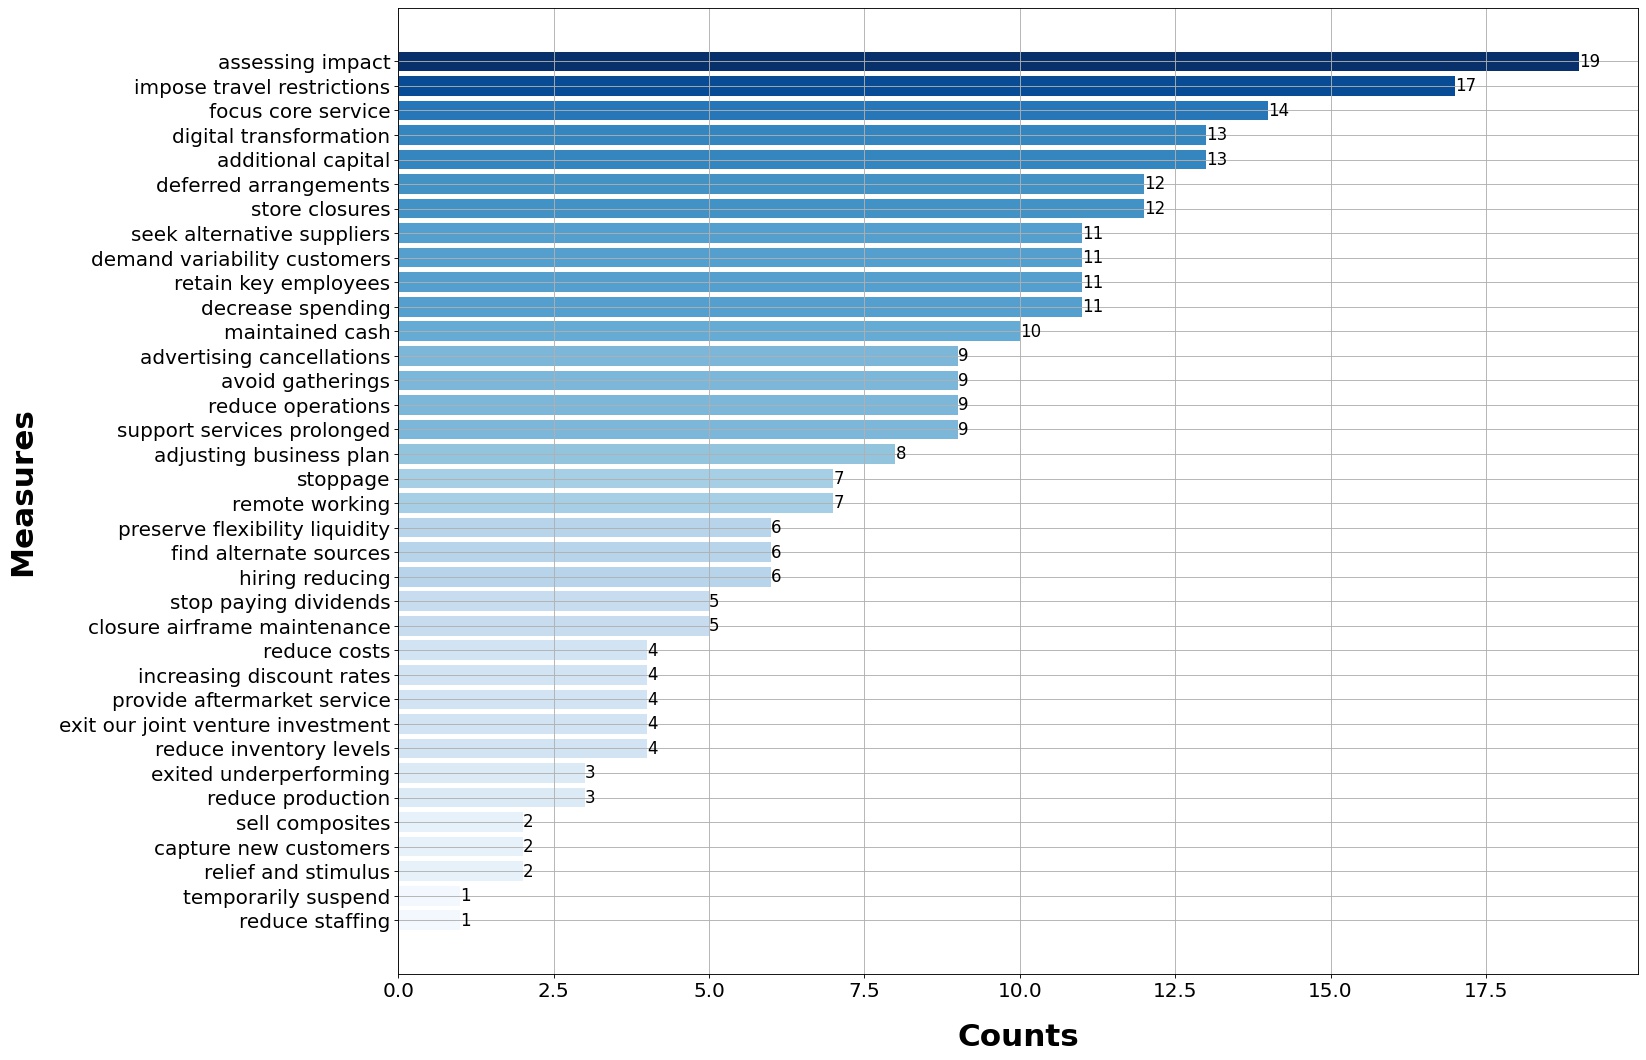 assessing impact 19
impose travel restrictions 17
focus core service 14
digital transformation 13
additional capital 13
deferred arrangements 12
store closures 12
seek alternative suppliers 11
demand variability customers 11
retain key employees 11
decrease spending 11
maintained cash 10
advertising cancellations 9
avoid gatherings 9
reduce operations 9
support services prolonged 9
adjusting business plan 8
stoppage 7
remote working 7
preserve flexibility liquidity 6
find alternate sources 6
hiring reducing 6
stop paying dividends 5
closure airframe maintenance 5
reduce costs 4
increasing discount rates 4
provide aftermarket service 4
exit our joint venture investment 4
reduce inventory levels 4
exited underperforming 3
reduce production 3
sell composites 2
capture new customers 2
relief and stimulus 2
temporarily suspend 1
reduce staffing 1
0.0 2.5 5.0 7.5 10.0 12.5 15.0 17.5
Counts
Measures